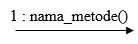 1 : nama_metode()